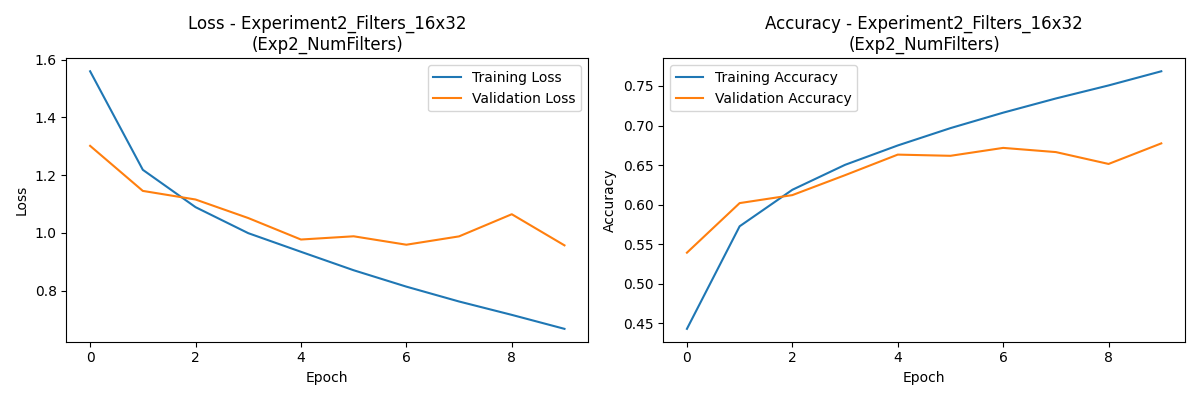 Loss - Experiment2_Filters_16x32
(Exp2_NumFilters)
1.6
1.4
1.2
1.0
0.8
Loss
0 2 4 6 8
Epoch
Training Loss
Validation Loss
Accuracy - Experiment2_Filters_16x32
(Exp2_NumFilters)
0.75
0.70
0.65
0.60
0.55
0.50
0.45
Accuracy
0 2 4 6 8
Epoch
Training Accuracy
Validation Accuracy